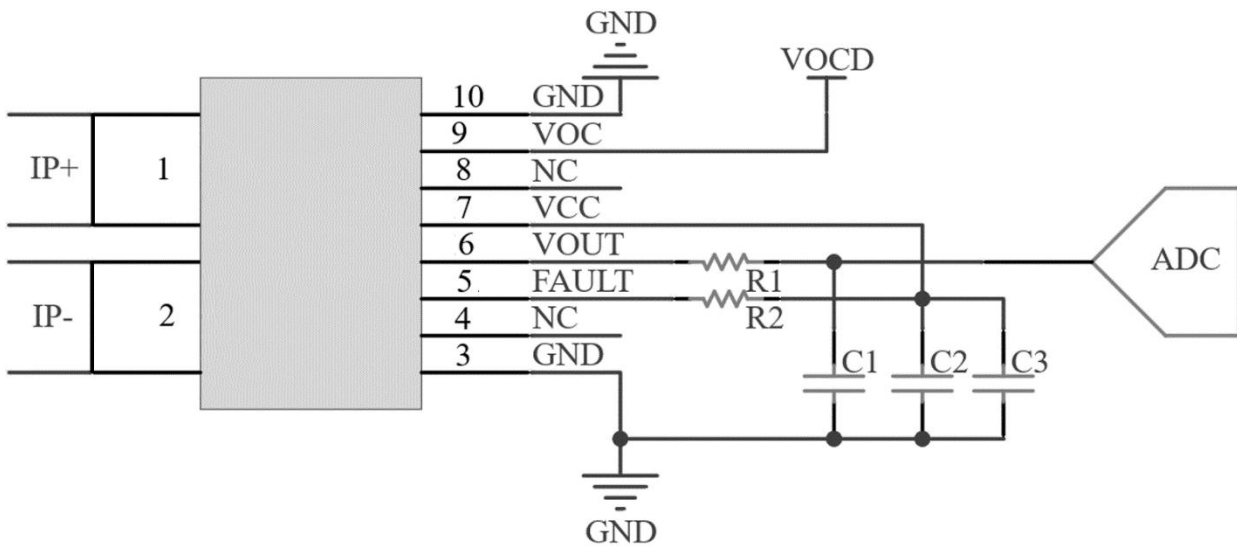 GND
VOCD
10 GND
9 VOC
8 NC
IP+ 1
7 VCC
6 VOUT
ADC
R1
5 FAULT
IP- 2
R2
4 NC
3 GND
C1 C2 C3
GND